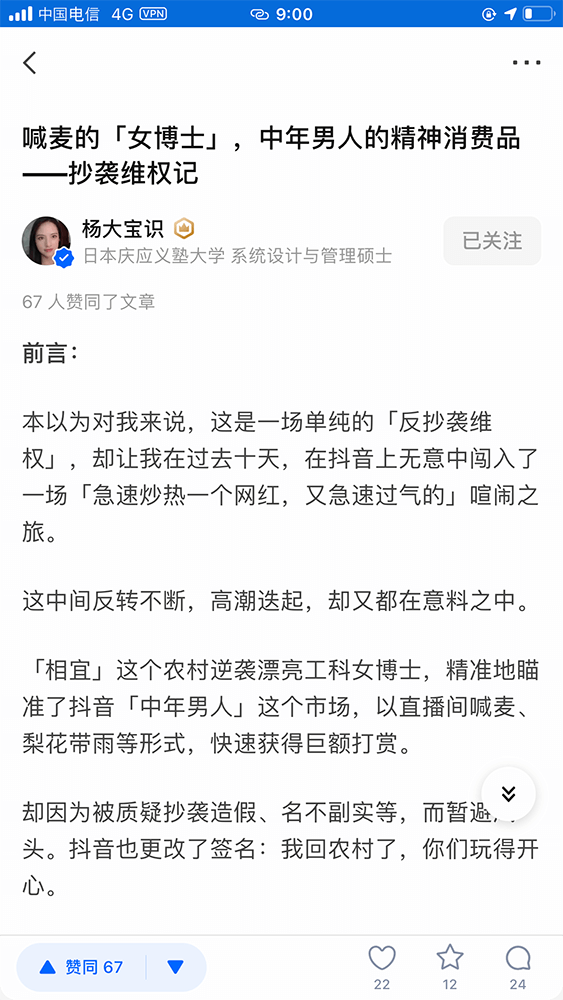 中国电信 4G VPN 9:00
喊麦的「女博士」，中年男人的精神消费品
——抄袭维权记
杨大宝识
日本庆应义塾大学 系统设计与管理硕士
已关注
67 人赞同了文章
前言：
本以为对我来说，这是一场单纯的「反抄袭维
权」，却让我在过去十天，在抖音上无意中闯入了
一场「急速炒热一个网红，又急速过气的」喧闹之
旅。
这中间反转不断，高潮迭起，却又都在意料之中。
「相宜」这个农村逆袭漂亮工科女博士，精准地瞄
准了抖音「中年男人」这个市场，以直播间喊麦、
梨花带雨等形式，快速获得巨额打赏。
却因为被质疑抄袭造假、名不副实等，而暂避
头。抖音也更改了签名：我回农村了，你们玩得开
心。
赞同 67
22
12
24